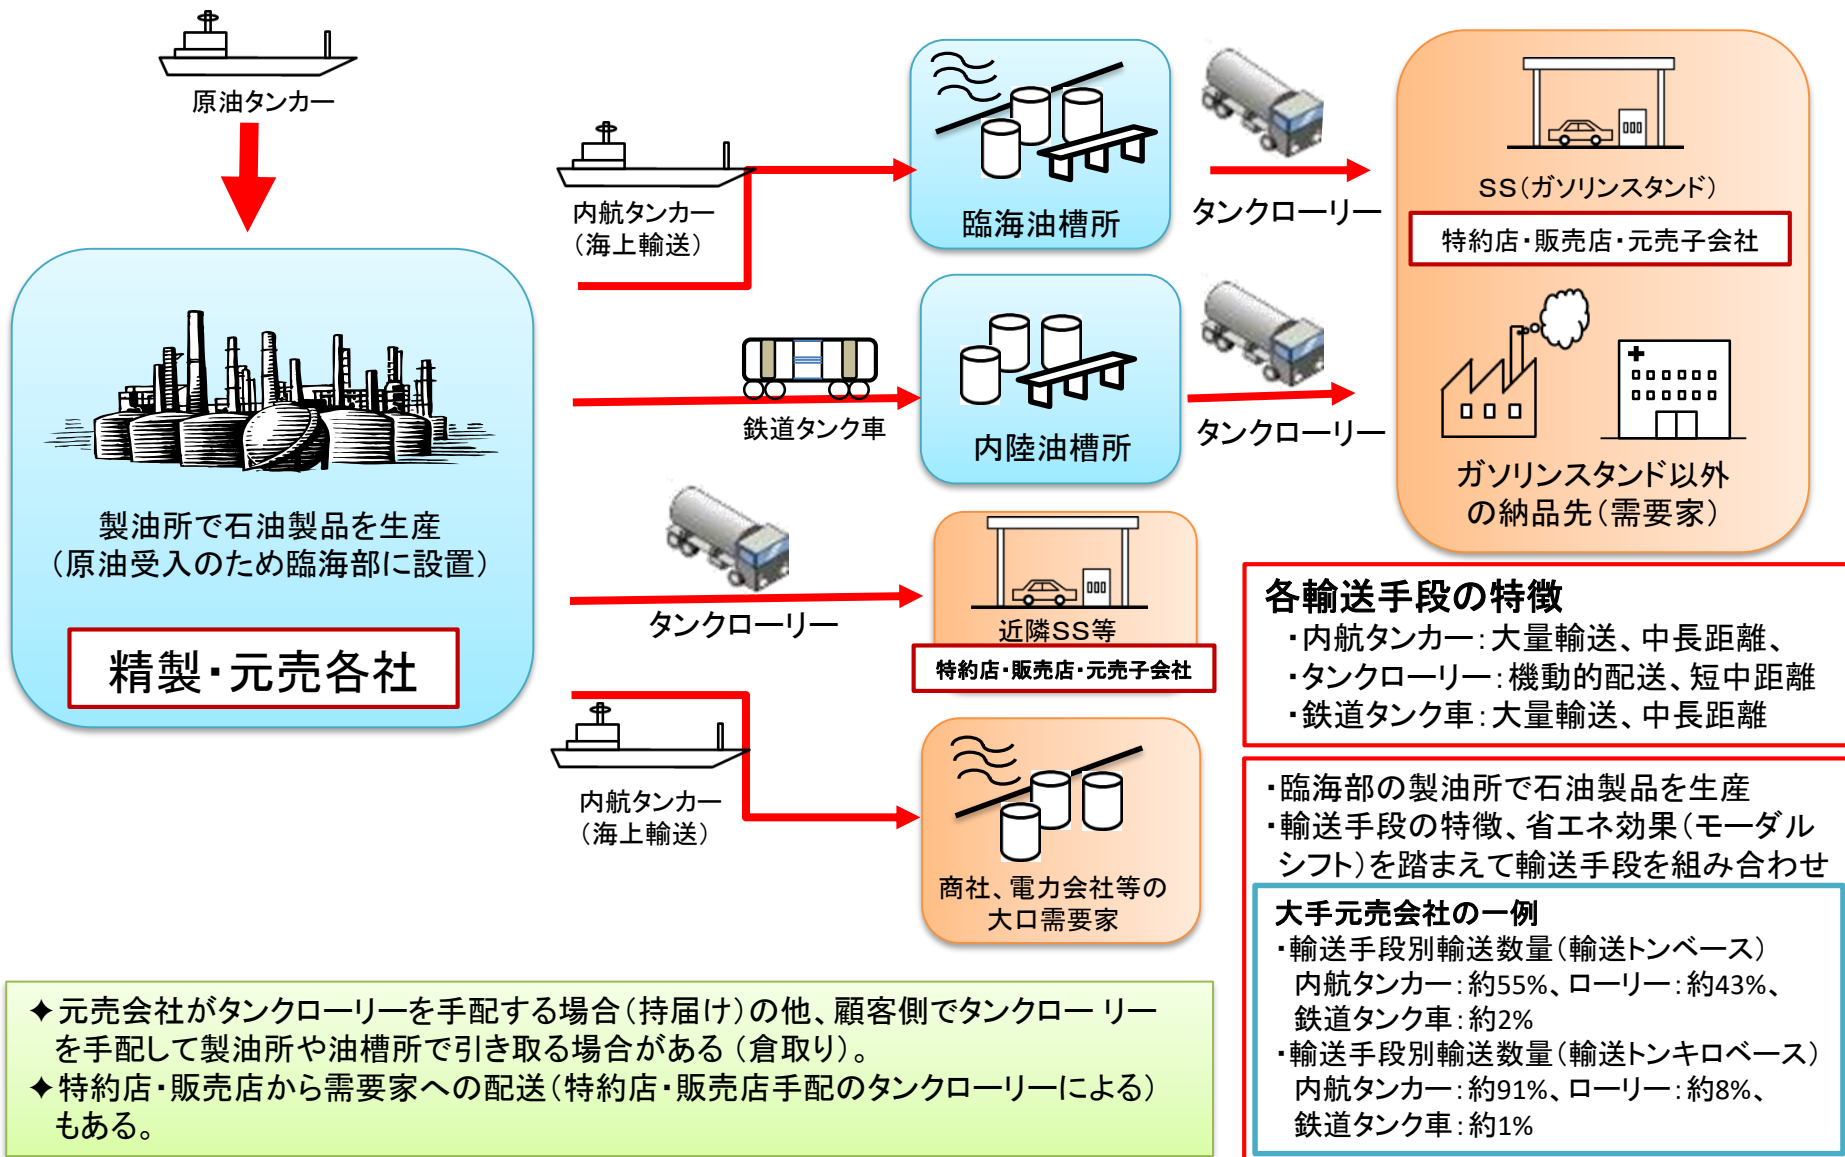 原油タンカー
製油所で石油製品を生産
（原油受入のため臨海部に設置）
精製・元売各社
内航タンカー
（海上輸送）
臨海油槽所
タンクローリー
SS（ガソリンスタンド）
特約店・販売店・元売子会社
鉄道タンク車
内陸油槽所
タンクローリー
ガソリンスタンド以外
の納品先（需要家）
タンクローリー
近隣SS等
特約店・販売店・元売子会社
内航タンカー
（海上輸送）
商社、電力会社等の
大口需要家
各輸送手段の特徴
・内航タンカー：大量輸送、中長距離、
・タンクローリー：機動的配送、短中距離
・鉄道タンク車：大量輸送、中長距離
・臨海部の製油所で石油製品を生産
・輸送手段の特徴、省エネ効果（モーダル
シフト）を踏まえて輸送手段を組み合わせ
大手元売会社の一例
・輸送手段別輸送数量（輸送トンベース）
内航タンカー：約55%、ローリー：約43%、
鉄道タンク車：約2%
・輸送手段別輸送数量（輸送トンキロベース）
内航タンカー：約91%、ローリー：約8%、
鉄道タンク車：約1%
✦元売会社がタンクローリーを手配する場合（持届け）の他、顧客側でタンクロー リー
を手配して製油所や油槽所で引き取る場合がある （倉取り）。
✦特約店・販売店から需要家への配送（特約店・販売店手配のタンクローリーによる）
もある。